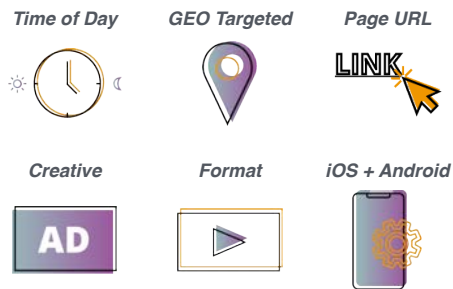 Time of Day
GEO Targeted
Page URL
LINK
Creative
Format
iOS + Android
AD